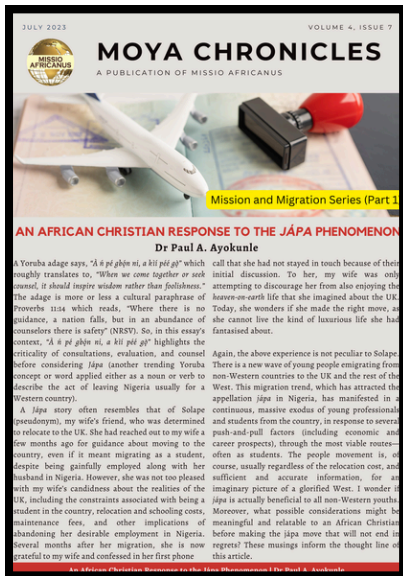 JULY 2023
VOLUME 4, ISSUE 7
MISSIO
AFRICANUS
MOYA CHRONICLES
A PUBLICATION OF MISSIO AFRICANUS
Mission and Migration Series (Part 1)
AN AFRICAN CHRISTIAN RESPONSE TO THE JÁPA PHENOMENON
Dr Paul A. Ayokunle
A Yoruba adage says, “À ń pé gbọ́n ni, a kìí péé gọ̀” which
roughly translates to, “When we come together or seek
counsel, it should inspire wisdom rather than foolishness.”
The adage is more or less a cultural paraphrase of
Proverbs 11:14 which reads, “Where there is no
guidance, a nation falls, but in an abundance of
counselors there is safety” (NRSV). So, in this essay’s
context, “À ń pé gbọ́n ni, a kìí péé gọ̀” highlights the
criticality of consultations, evaluation, and counsel
before considering Jápa (another trending Yoruba
concept or word applied either as a noun or verb to
describe the act of leaving Nigeria usually for a
Western country).
A Jápa story often resembles that of Solape
(pseudonym), my wife’s friend, who was determined
to relocate to the UK. She had reached out to my wife a
few months ago for guidance about moving to the
country, even if it meant migrating as a student,
despite being gainfully employed along with her
husband in Nigeria. However, she was not too pleased
with my wife’s candidness about the realities of the
UK, including the constraints associated with being a
student in the country, relocation and schooling costs,
maintenance fees, and other implications of
abandoning her desirable employment in Nigeria.
Several months after her migration, she is now
grateful to my wife and confessed in her first phone
call that she had not stayed in touch because of their
initial discussion. To her, my wife was only
attempting to discourage her from also enjoying the
heaven-on-earth life that she imagined about the UK.
Today, she wonders if she made the right move, as
she cannot live the kind of luxurious life she had
fantasised about.
Again, the above experience is not peculiar to Solape.
There is a new wave of young people emigrating from
non-Western countries to the UK and the rest of the
West. This migration trend, which has attracted the
appellation jápa in Nigeria, has manifested in a
continuous, massive exodus of young professionals
and students from the country, in response to several
push-and-pull factors (including economic and
career prospects), through the most viable routes—
often as students. The people movement is, of
course, usually regardless of the relocation cost, and
sufficient and accurate information, for an
imaginary picture of a glorified West. I wonder if
jápa is actually beneficial to all non-Western youths.
Moreover, what possible considerations might be
meaningful and relatable to an African Christian
before making the jápa move that will not end in
regrets? These musings inform the thought line of
this article.
An African Christian Response to the Jápa Phenomenon | Dr Paul A. Ayokunle